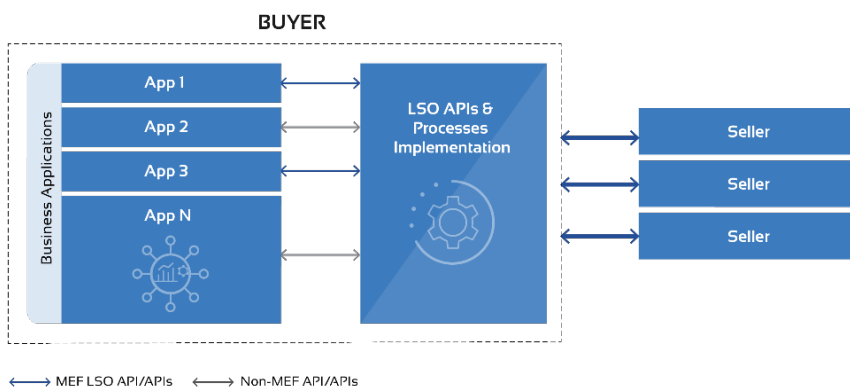 BUYER
Business Applications
App 1
App 2
App 3
App N
LSO APIs &
Processes
Implementation
Seller
Seller
Seller
MEF LSO API/APIs
Non-MEF API/APIs